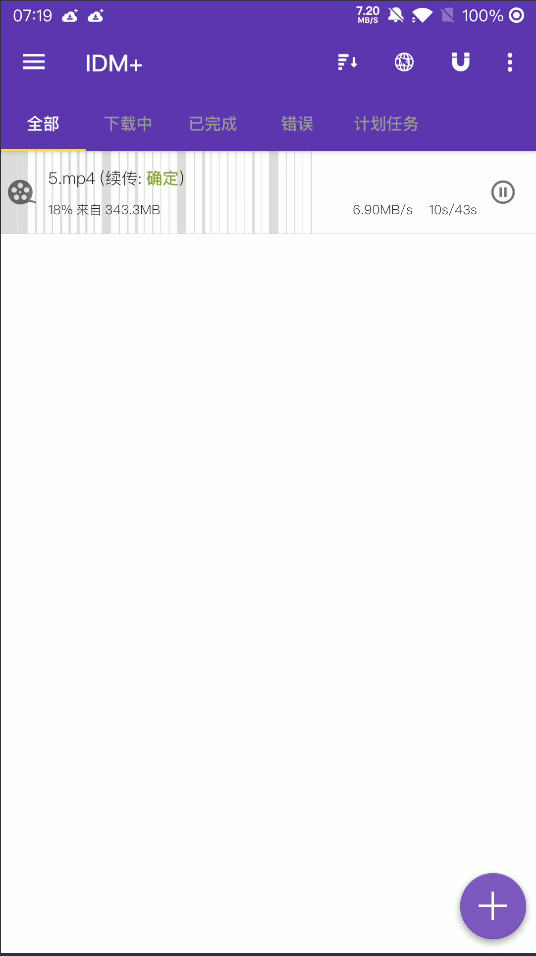 07:19 7.20 MB/S 100%
IDM+
全部 下载中 已完成 错误 计划任务
5.mp4 (续传: 确定)
18% 来自 343.3MB 6.90MB/s 10s/43s